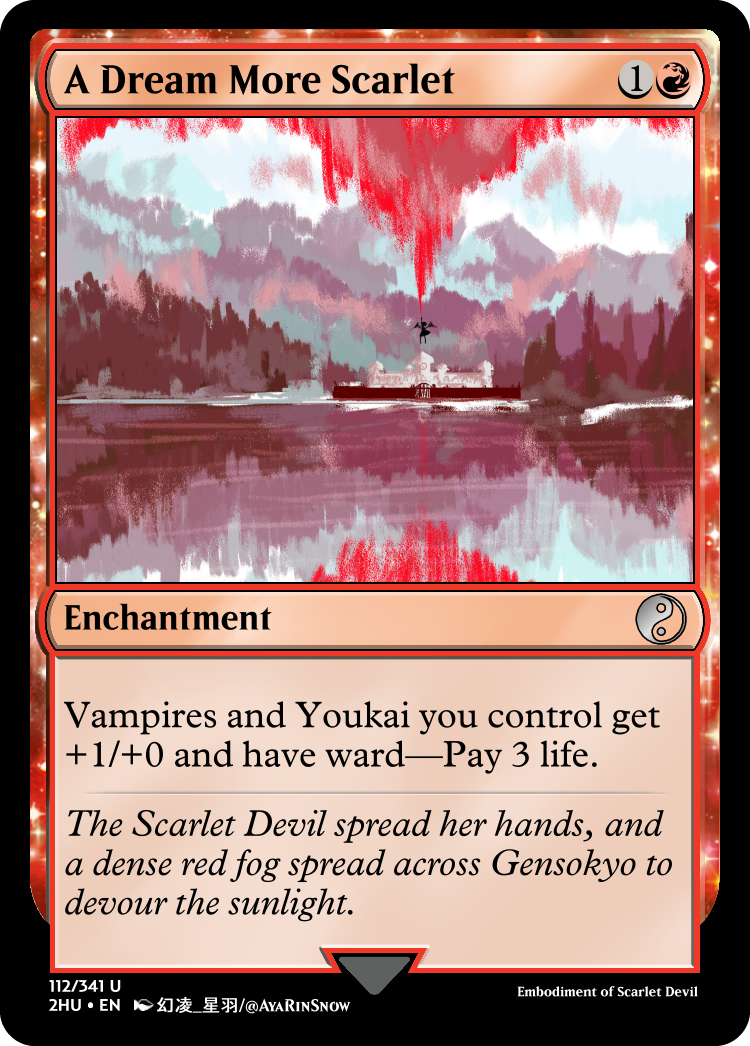 A Dream More Scarlet 1
Enchantment
Vampires and Youkai you control get
+1/+0 and have ward—Pay 3 life.
The Scarlet Devil spread her hands, and
a dense red fog spread across Gensokyo to
devour the sunlight.
112/341 U
2HU • EN 幻凌_星羽/@AyaRinSnow
Embodiment of Scarlet Devil